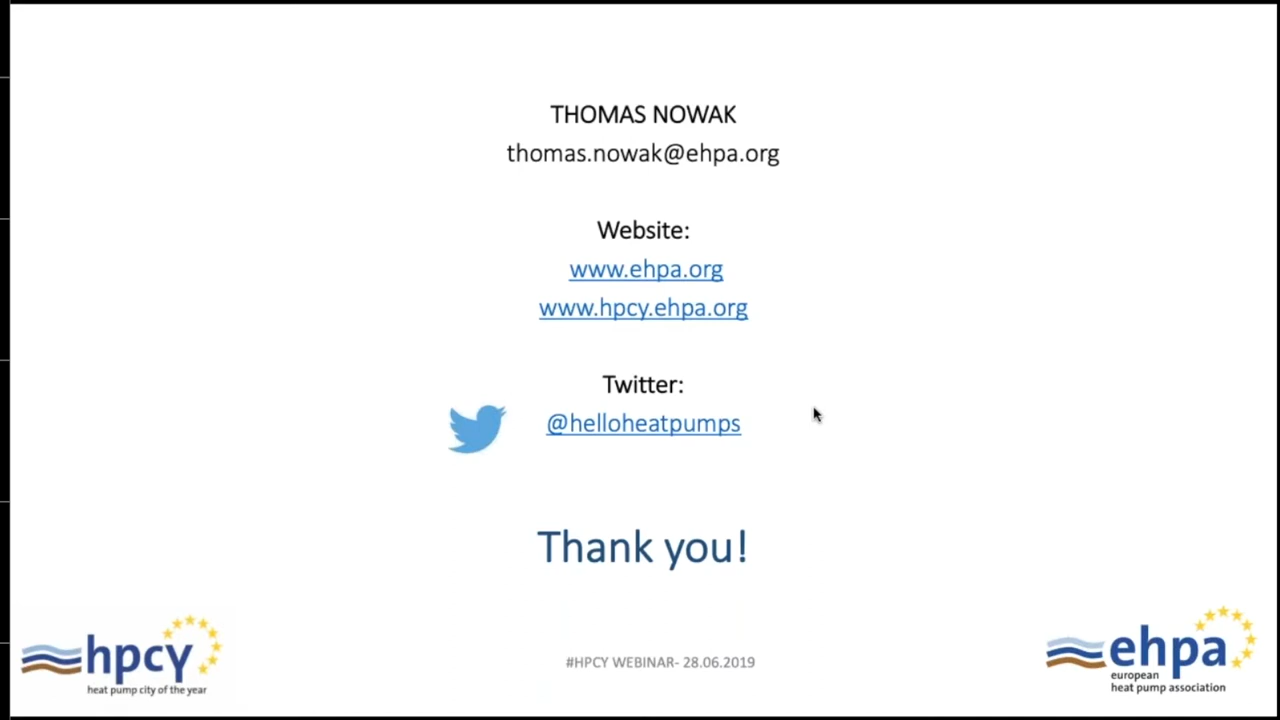 THOMAS NOWAK
thomas.nowak@ehpa.org
Website:
www.ehpa.org
www.hpcy.ehpa.org
Twitter:
@helloheatpumps
Thank you!
hpcy
heat pump city of the year
#HPCY WEBINAR- 28.06.2019
ehpa
european
heat pump association